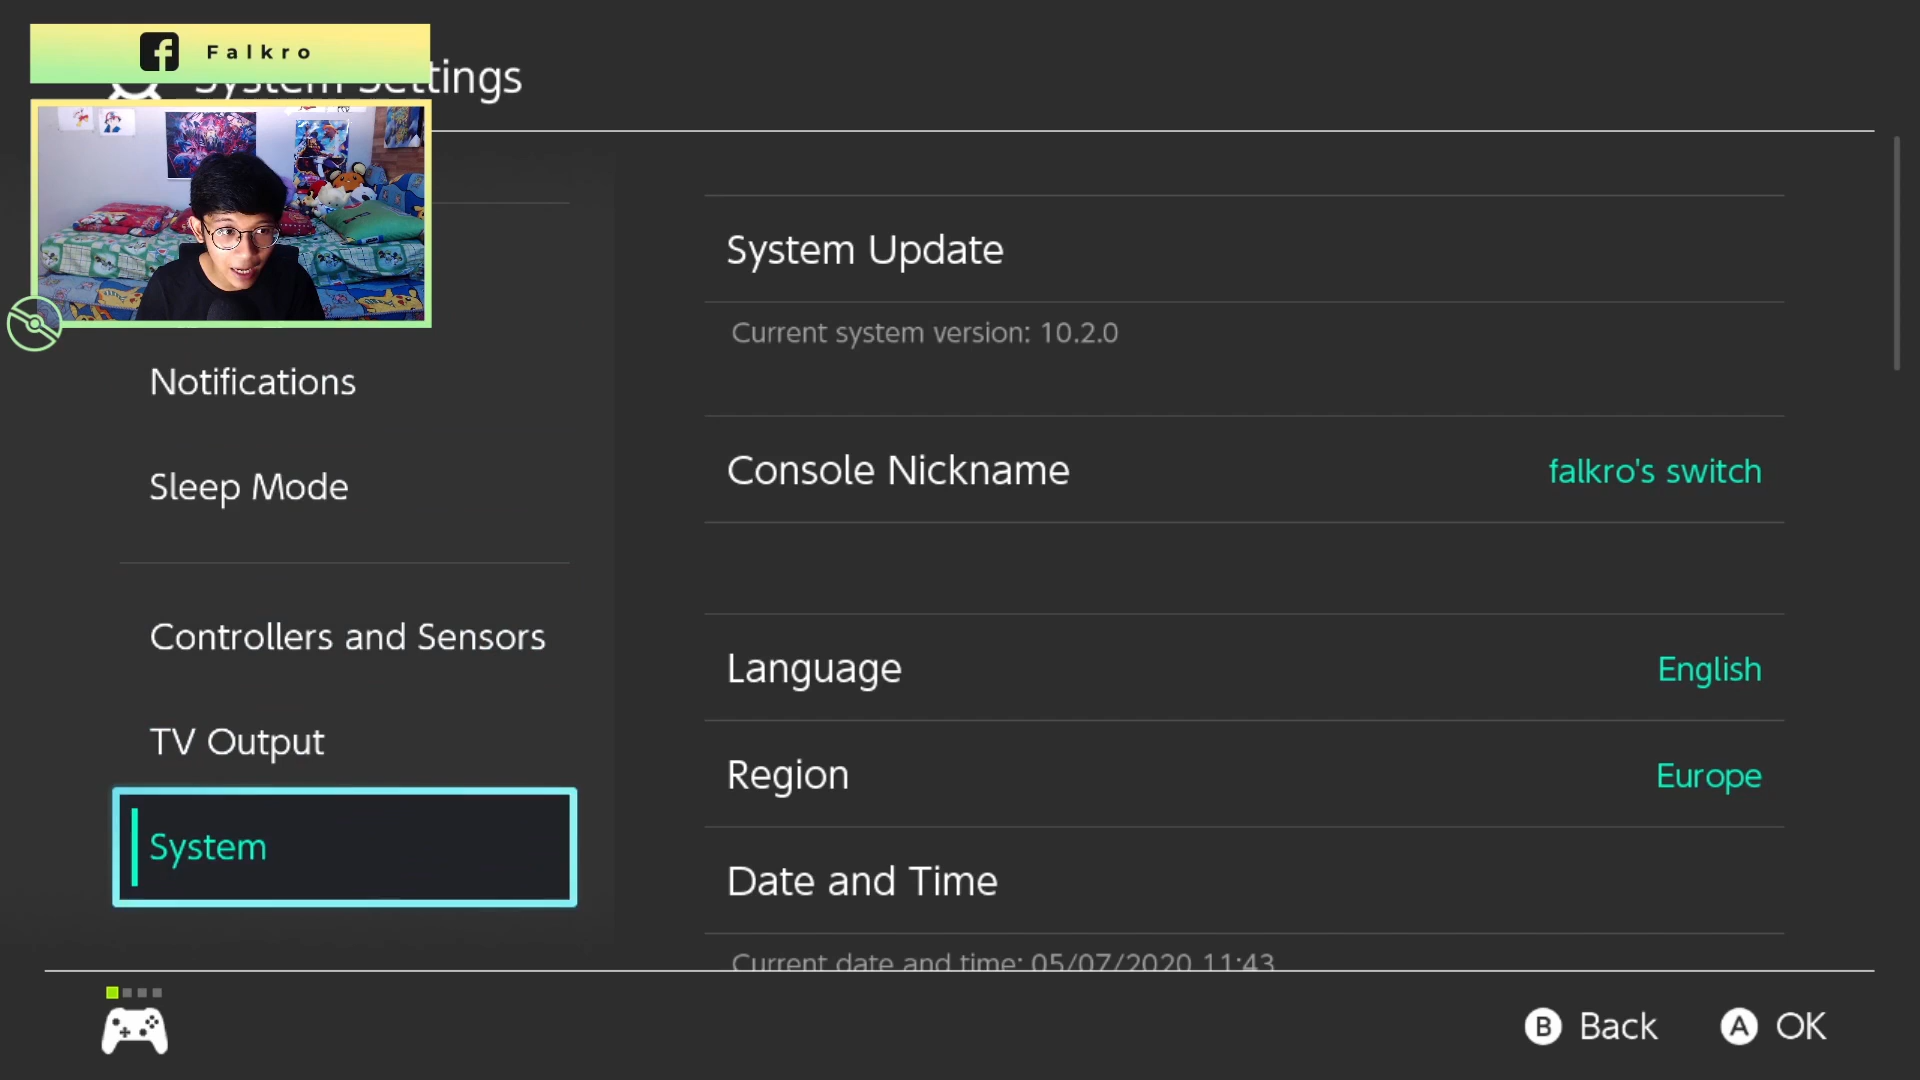 Falkro
System Settings
System Update
Current system version: 10.2.0
Notifications
Console Nickname
falkro's switch
Sleep Mode
Controllers and Sensors
Language
English
TV Output
Region
Europe
System
Date and Time
Current date and time: 05/07/2020 11:43
B Back
A OK